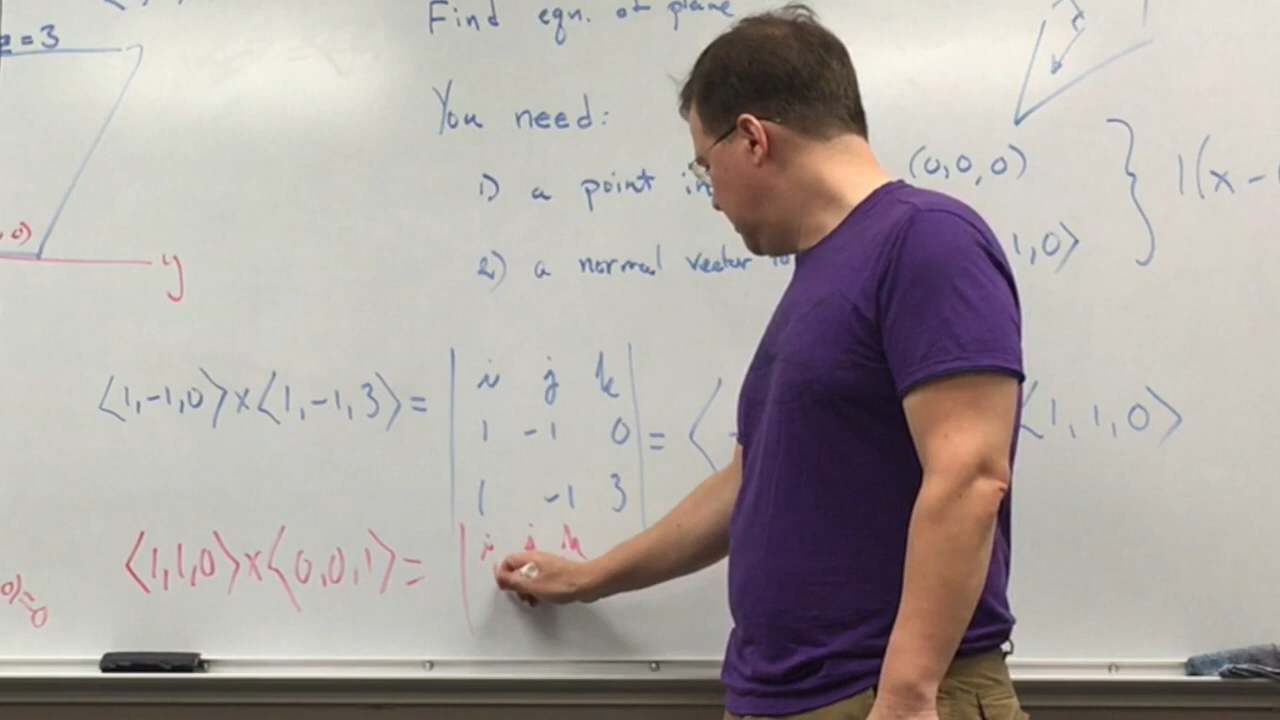 z=3
Find eqn. of plane
You need:
1) a point in
(0,0,0)
1(x-
2) a normal vector to
1,0⟩
y
⟨1,-1,0⟩x⟨1,-1,3⟩=
i j k
1 -1 0
1 -1 3
= ⟨-
⟨1,1,0⟩
⟨1,1,0⟩x⟨0,0,1⟩=
i j k